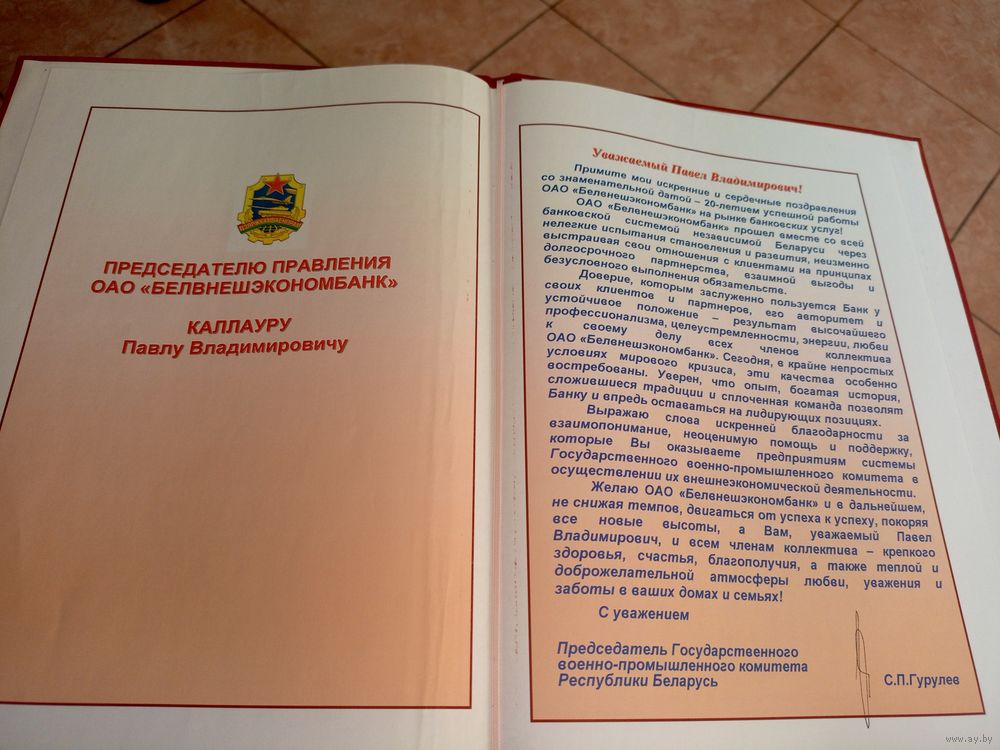 ПРЕДСЕДАТЕЛЮ ПРАВЛЕНИЯ
ОАО «БЕЛВНЕШЭКОНОМБАНК»
КАЛЛАУРУ
Павлу Владимировичу
Уважаемый Павел Владимирович!
Примите мои искренние и сердечные поздравления
со знаменательной датой – 20-летием успешной работы
ОАО «Белвнешэкономбанк» на рынке банковских услуг!
ОАО «Белвнешэкономбанк» прошел вместе со всей
банковской системой независимой Беларуси через
нелегкие испытания становления и развития, неизменно
выстраивая свои отношения с клиентами на принципах
долгосрочного партнерства, взаимной выгоды и
безусловного выполнения обязательств.
Доверие, которым заслуженно пользуется Банк у
своих клиентов и партнеров, его авторитет и
устойчивое положение – результат высочайшего
профессионализма, целеустремленности, энергии, любви
к своему делу всех членов коллектива
ОАО «Белвнешэкономбанк». Сегодня, в крайне непростых
условиях мирового кризиса, эти качества особенно
востребованы. Уверен, что опыт, богатая история,
сложившиеся традиции и сплоченная команда позволят
Банку и впредь оставаться на лидирующих позициях.
Выражаю слова искренней благодарности за
взаимопонимание, неоценимую помощь и поддержку,
которые Вы оказываете предприятиям системы
Государственного военно-промышленного комитета в
осуществлении их внешнеэкономической деятельности.
Желаю ОАО «Белвнешэкономбанк» и в дальнейшем,
не снижая темпов, двигаться от успеха к успеху, покоряя
все новые высоты, а Вам, уважаемый Павел
Владимирович, и всем членам коллектива – крепкого
здоровья, счастья, благополучия, а также теплой и
доброжелательной атмосферы любви, уважения и
заботы в ваших домах и семьях!
С уважением
Председатель Государственного
военно-промышленного комитета
Республики Беларусь
С.П.Гурулев
www.ay.by